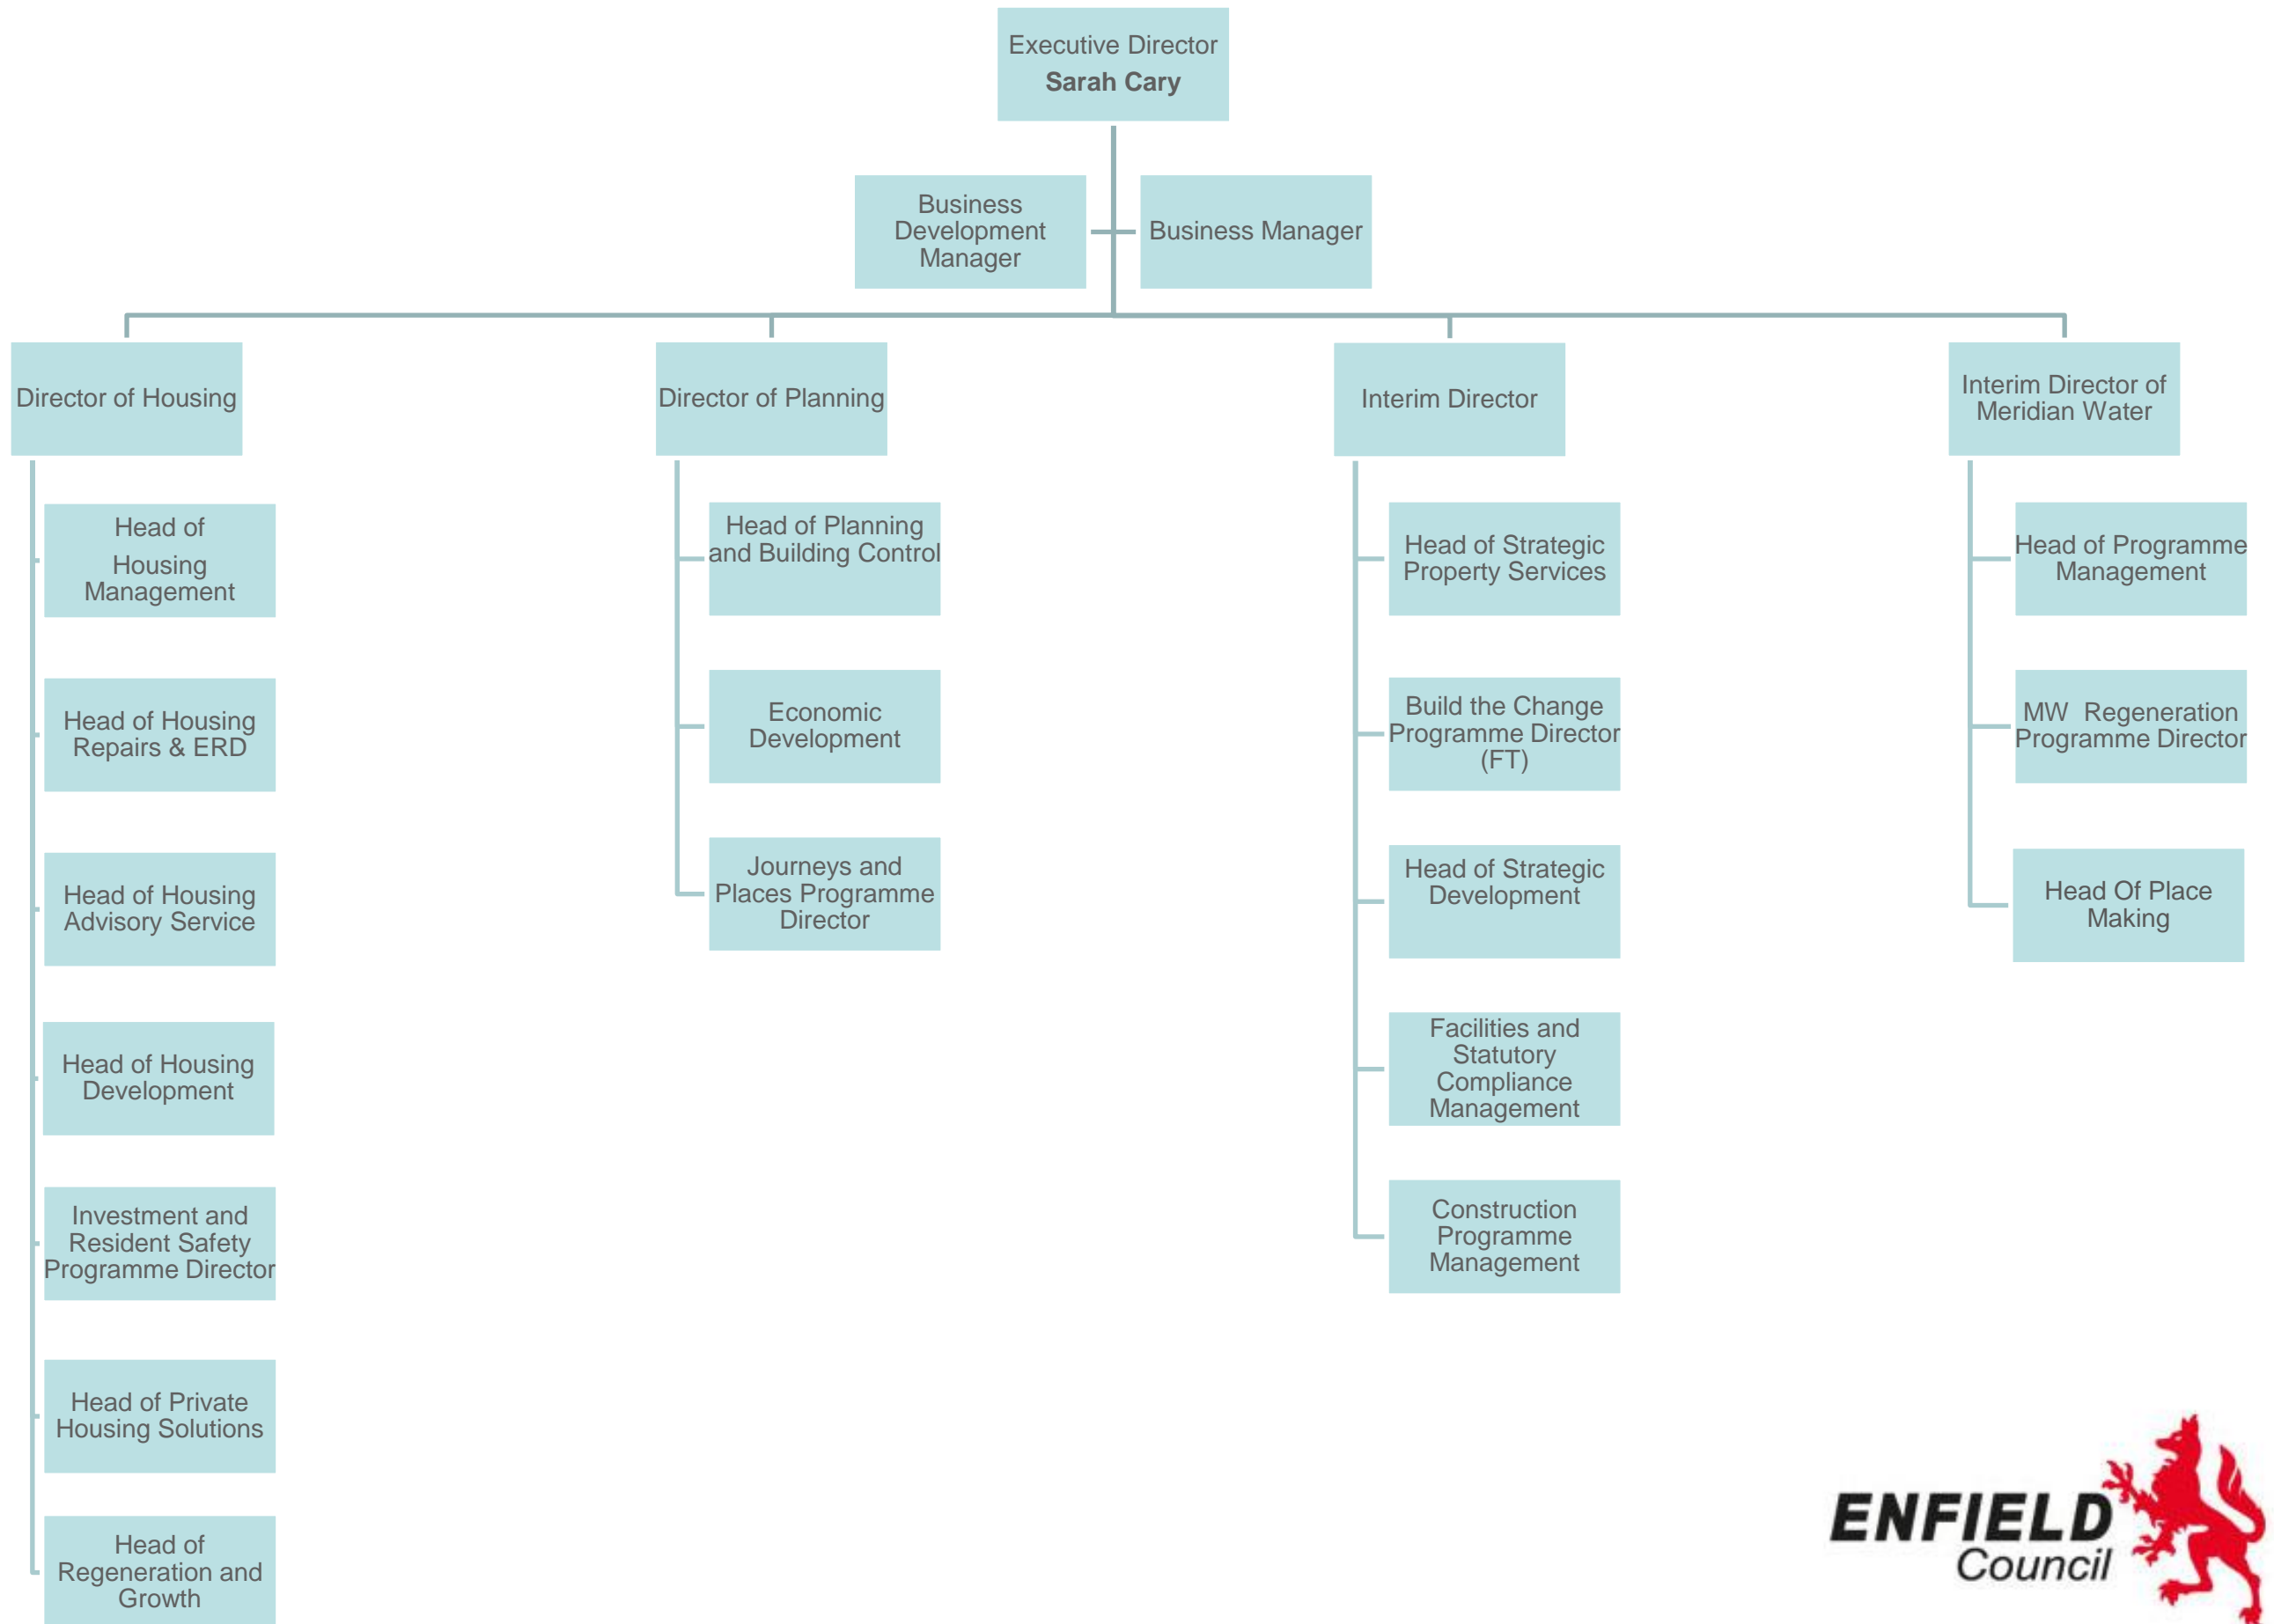 Executive Director
Sarah Cary
Business
Development
Manager
Business Manager
Director of Housing
Director of Planning
Interim Director
Interim Director of
Meridian Water
Head of
Housing
Management
Head of Housing
Repairs & ERD
Head of Housing
Advisory Service
Head of Housing
Development
Investment and
Resident Safety
Programme Director
Head of Private
Housing Solutions
Head of
Regeneration and
Growth
Head of Planning
and Building Control
Economic
Development
Journeys and
Places Programme
Director
Head of Strategic
Property Services
Build the Change
Programme Director
(FT)
Head of Strategic
Development
Facilities and
Statutory
Compliance
Management
Construction
Programme
Management
Head of Programme
Management
MW Regeneration
Programme Director
Head Of Place
Making
ENFIELD
Council